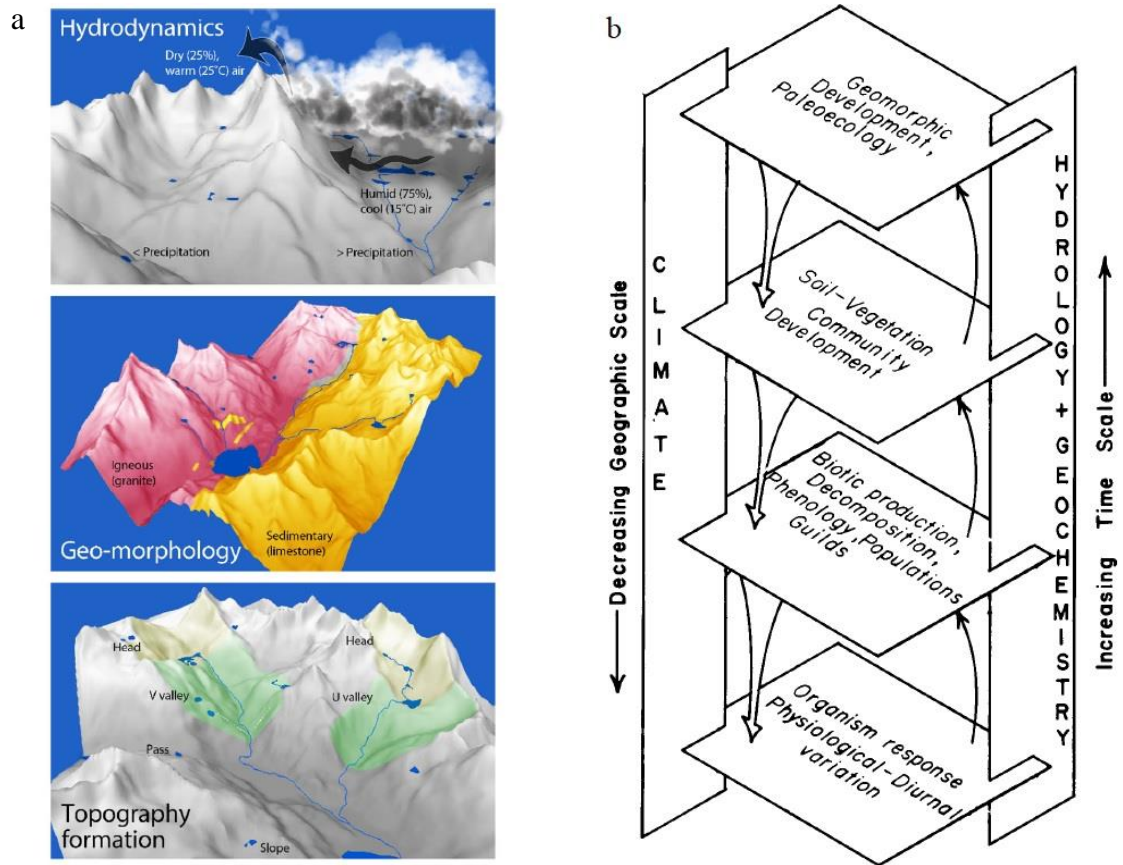 a
Hydrodynamics
Dry (25%),
warm (25°C) air
Humid (75%),
cool (15°C) air
< Precipitation
> Precipitation
Igneous
(granite)
Sedimentary
(limestone)
Geo-morphology
Head
Head
V valley
U valley
Pass
Topography
formation
Slope
b
Geomorphic
Development,
Paleoecology
Soil-Vegetation
Community
Development
Biotic production,
Decomposition,
Phenology, Populations
Guilds
Organism response
Physiological-Diurnal
variation
Decreasing Geographic Scale
CLIMATE
HYDROLOGY + GEOCHEMISTRY
Increasing Time Scale